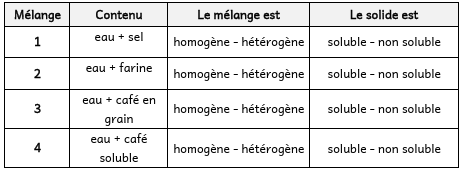 Mélange Contenu Le mélange est Le solide est
1 eau + sel homogène - hétérogène soluble - non soluble
2 eau + farine homogène - hétérogène soluble - non soluble
3 eau + café en grain homogène - hétérogène soluble - non soluble
4 eau + café soluble homogène - hétérogène soluble - non soluble